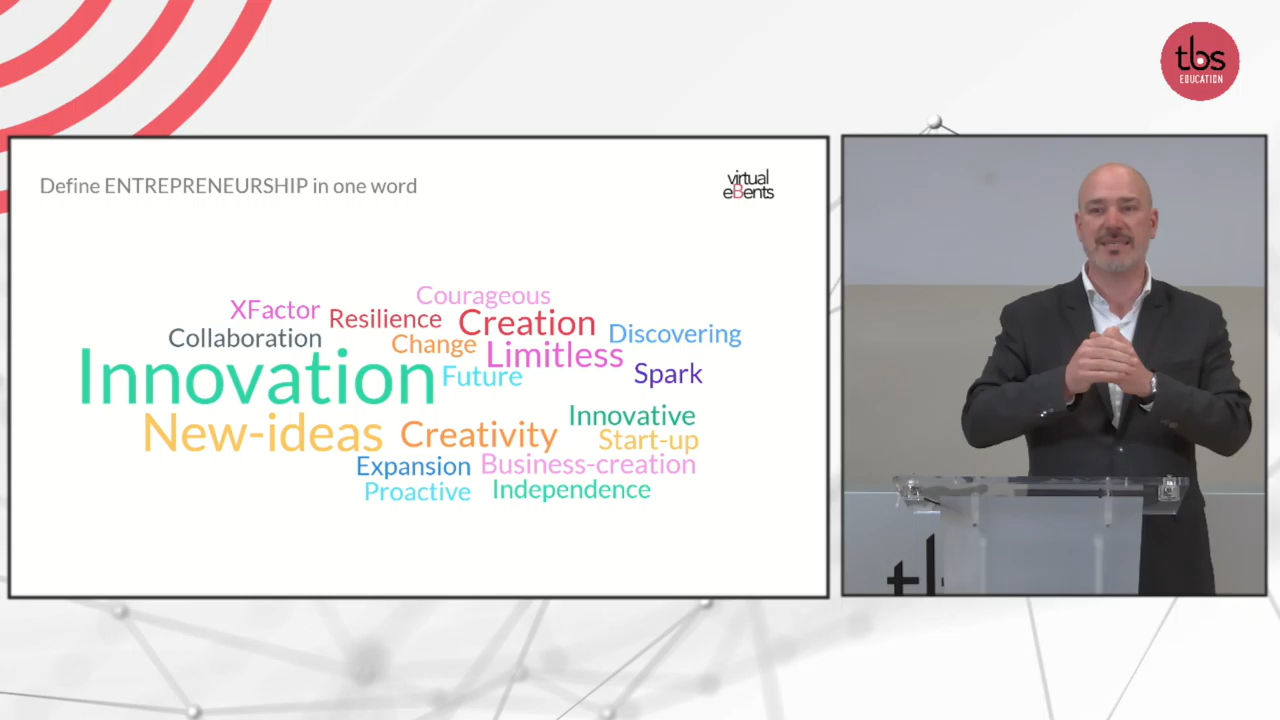 tbs
EDUCATION
Define ENTREPRENEURSHIP in one word
virtual
eBents
Courageous
XFactor
Resilience
Creation
Collaboration
Change
Limitless
Discovering
Innovation
Future
Spark
New-ideas
Creativity
Innovative
Start-up
Expansion
Business-creation
Proactive
Independence